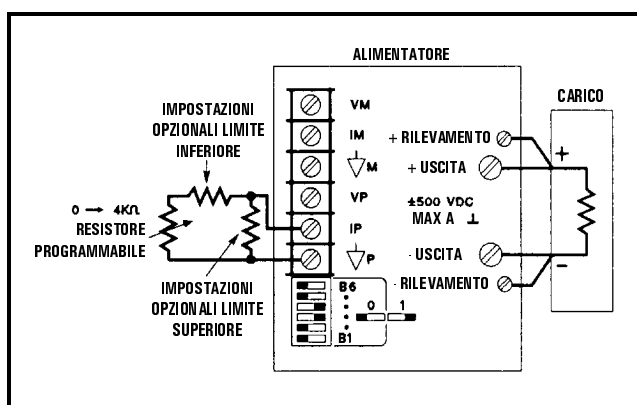 ALIMENTATORE
CARICO
IMPOSTAZIONI
OPZIONALI LIMITE
INFERIORE
0 → 4KΩ
RESISTORE
PROGRAMMABILE
IMPOSTAZIONI
OPZIONALI LIMITE
SUPERIORE
VM
IM
M
VP
IP
P
B6
B1
0 1
+ RILEVAMENTO
+ USCITA
±500 VDC
MAX A ⊥
- USCITA
- RILEVAMENTO
+
-